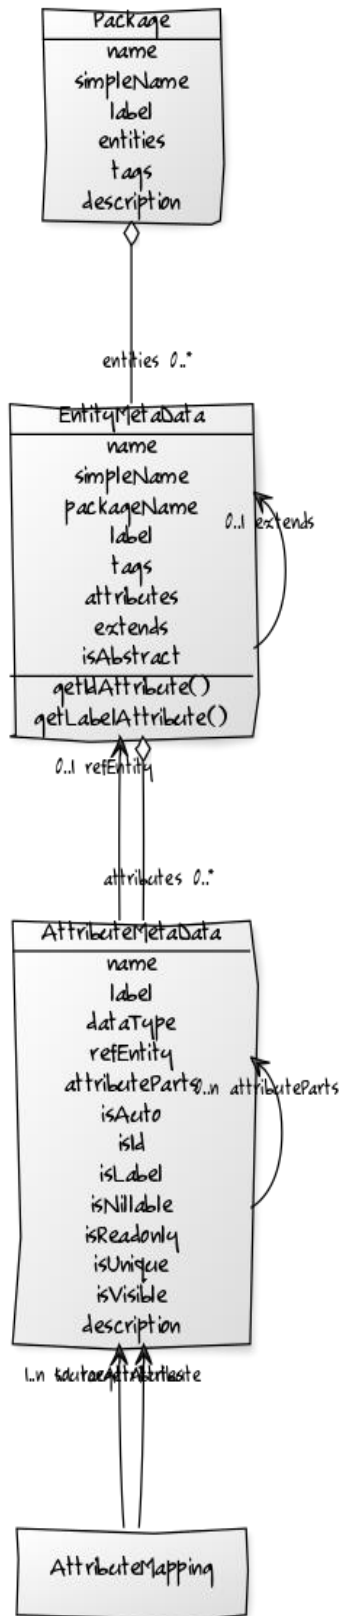 Package
name
simpleName
label
entities
tags
description
entities 0..*
EntityMetaData
name
simpleName
packageName
label
tags
attributes
extends
isAbstract
0..1 extends
getIdAttribute()
getLabelAttribute()
0..1 refEntity
attributes 0..*
AttributeMetaData
name
label
dataType
refEntity
attributeParts
0..n attributeParts
isAuto
isId
isLabel
isNillable
isReadonly
isUnique
isVisible
description
1..n
AttributeMapping